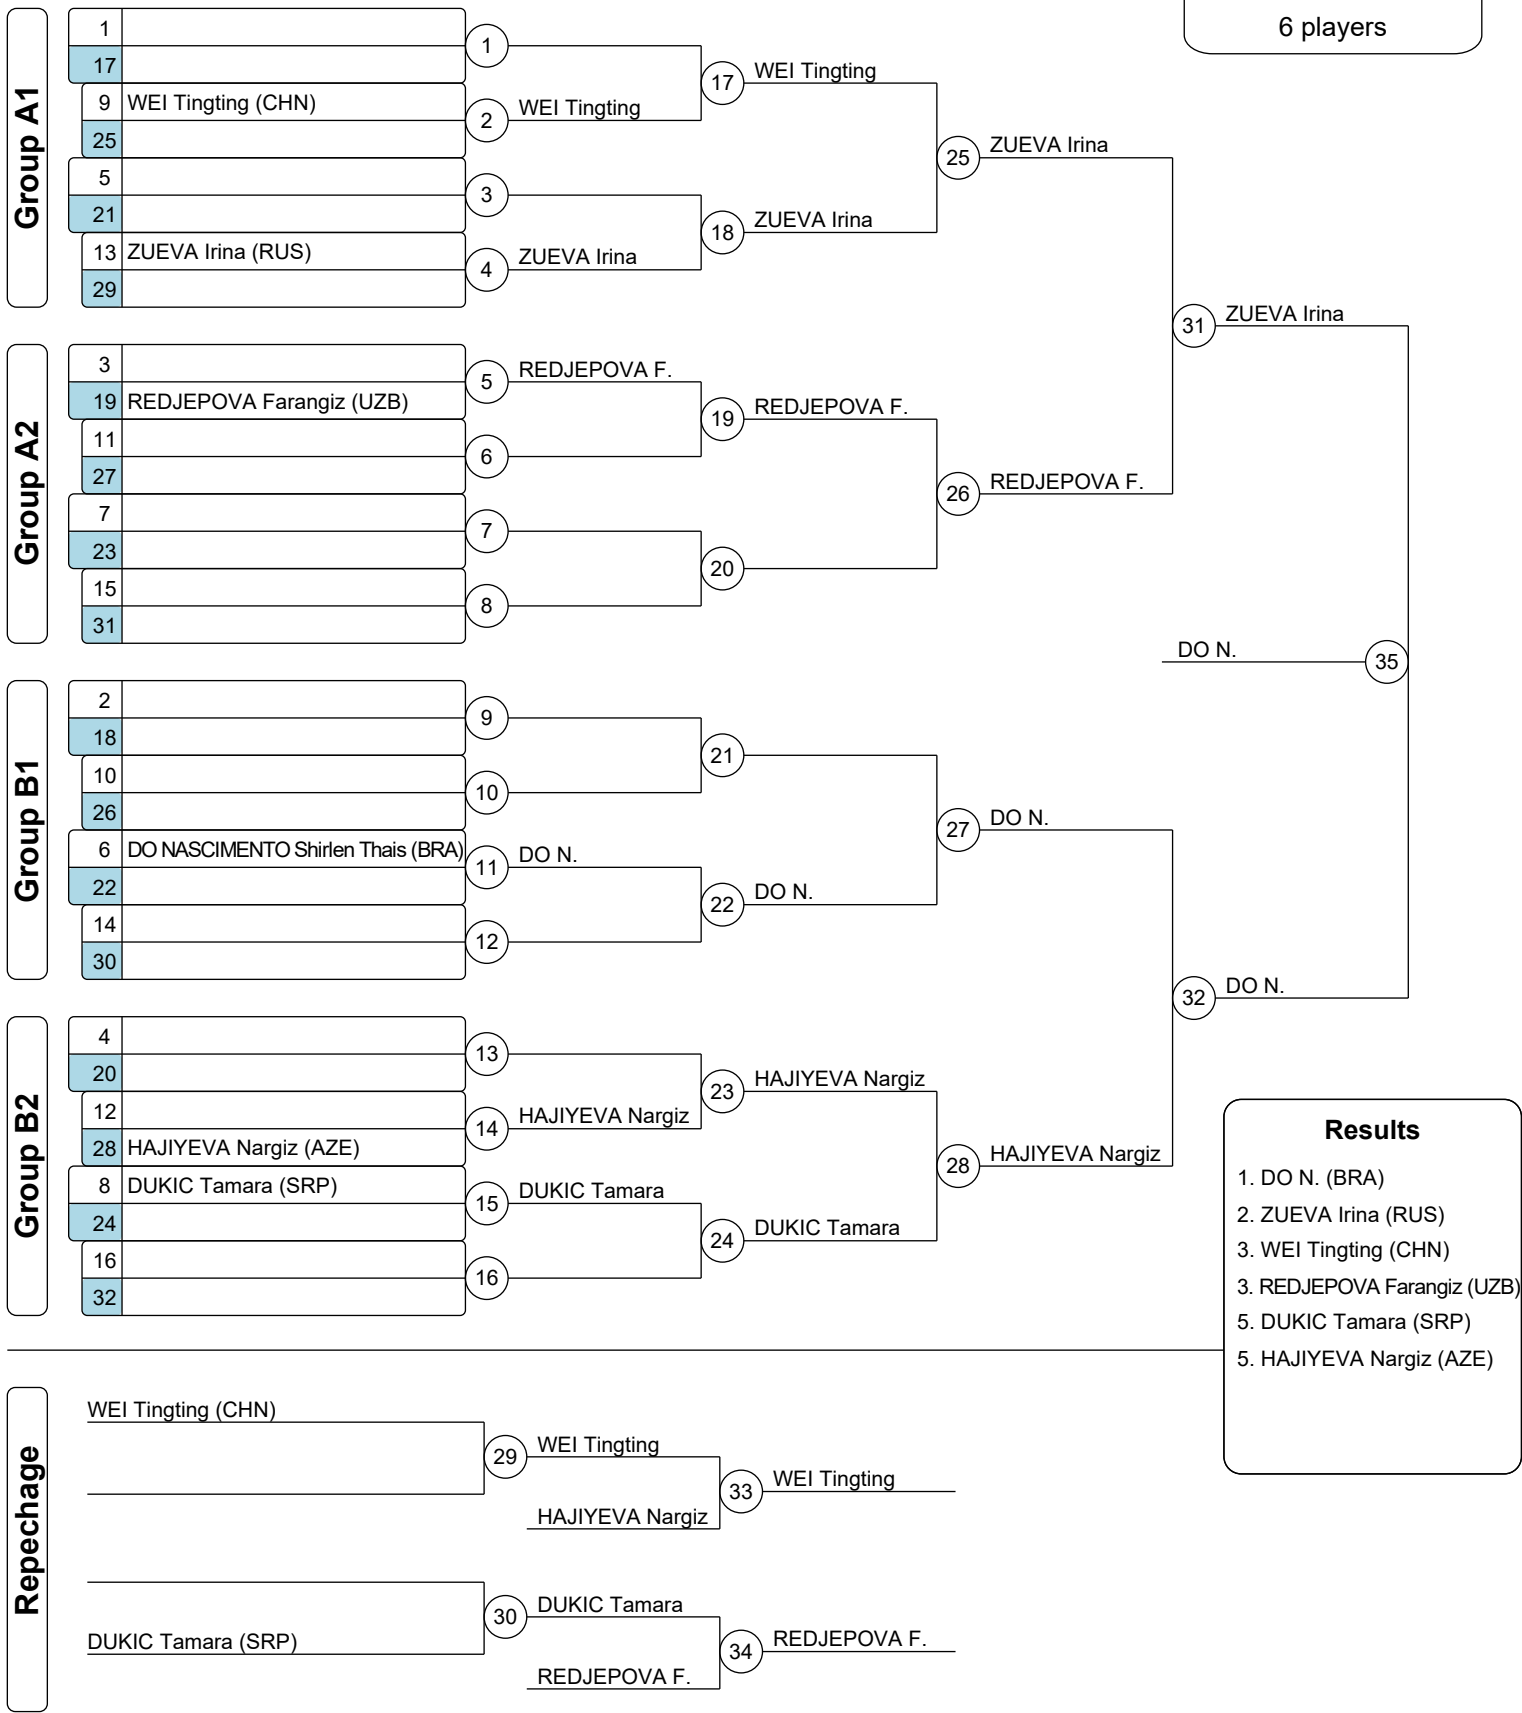 6 players
Group A1
1
17
9 WEI Tingting (CHN)
25
5
21
13 ZUEVA Irina (RUS)
29
1
2 WEI Tingting
3
4 ZUEVA Irina
17 WEI Tingting
18 ZUEVA Irina
25 ZUEVA Irina
Group A2
3
19 REDJEPOVA Farangiz (UZB)
11
27
7
23
15
31
5 REDJEPOVA F.
6
7
8
19 REDJEPOVA F.
20
26 REDJEPOVA F.
31 ZUEVA Irina
Group B1
2
18
10
26
6 DO NASCIMENTO Shirlen Thais (BRA)
22
14
30
9
10
11 DO N.
12
21
22 DO N.
27 DO N.
Group B2
4
20
12
28 HAJIYEVA Nargiz (AZE)
8 DUKIC Tamara (SRP)
24
16
32
13
14 HAJIYEVA Nargiz
15 DUKIC Tamara
16
23 HAJIYEVA Nargiz
24 DUKIC Tamara
28 HAJIYEVA Nargiz
32 DO N.
DO N. 35
Results
1. DO N. (BRA)
2. ZUEVA Irina (RUS)
3. WEI Tingting (CHN)
3. REDJEPOVA Farangiz (UZB)
5. DUKIC Tamara (SRP)
5. HAJIYEVA Nargiz (AZE)
Repechage
WEI Tingting (CHN)
29 WEI Tingting
HAJIYEVA Nargiz
33 WEI Tingting
DUKIC Tamara (SRP)
30 DUKIC Tamara
REDJEPOVA F.
34 REDJEPOVA F.